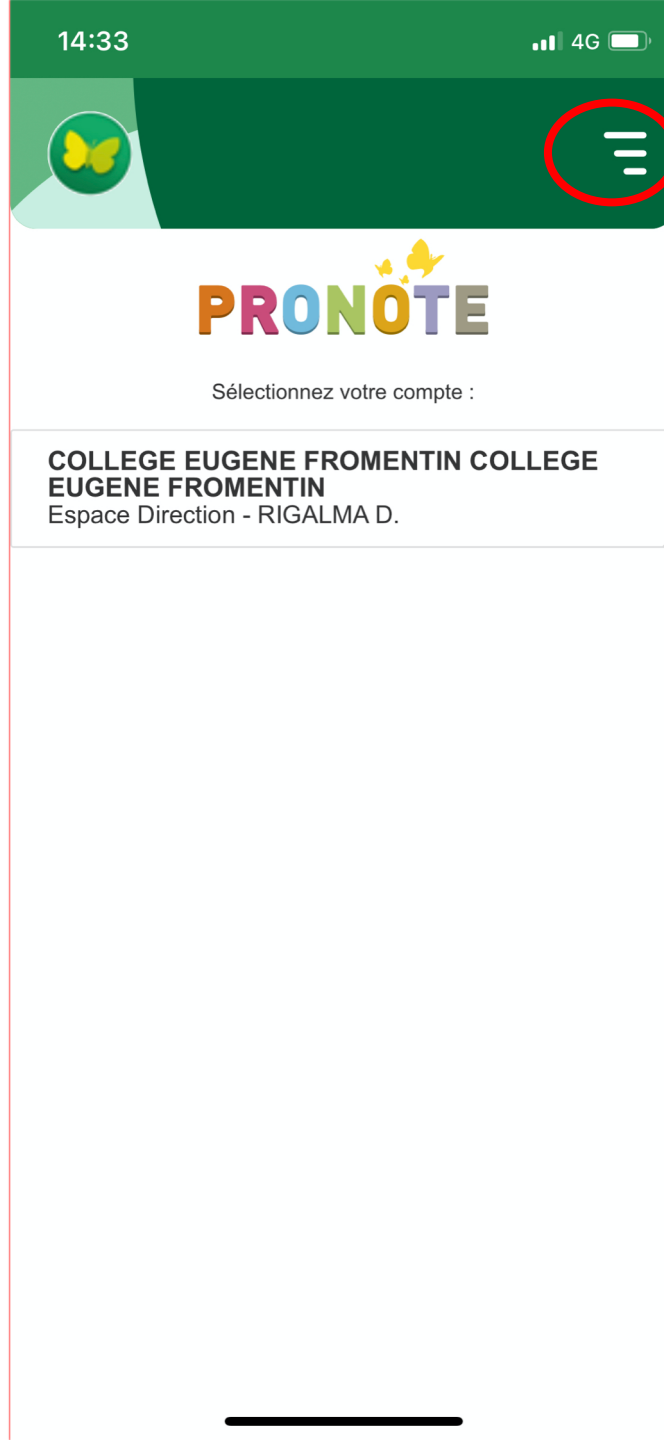 14:33
4G
PRONOTE
Sélectionnez votre compte :
COLLEGE EUGENE FROMENTIN COLLEGE
EUGENE FROMENTIN
Espace Direction - RIGALMA D.